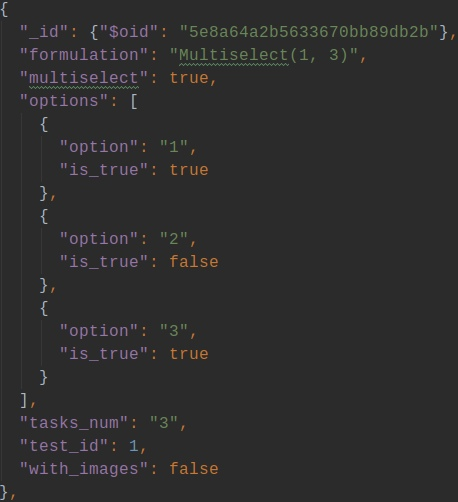 {
  "_id": {"$oid": "5e8a64a2b5633670bb89db2b"},
  "formulation": "Multiselect(1, 3)",
  "multiselect": true,
  "options": [
    {
      "option": "1",
      "is_true": true
    },
    {
      "option": "2",
      "is_true": false
    },
    {
      "option": "3",
      "is_true": true
    }
  ],
  "tasks_num": "3",
  "test_id": 1,
  "with_images": false
},